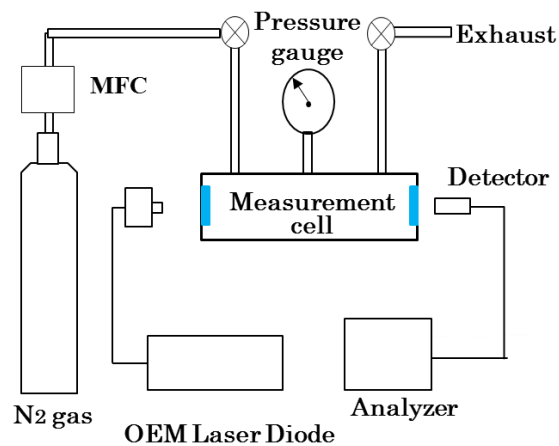 Pressure
gauge
Exhaust
MFC
Detector
Measurement
cell
N2 gas
OEM Laser Diode
Analyzer